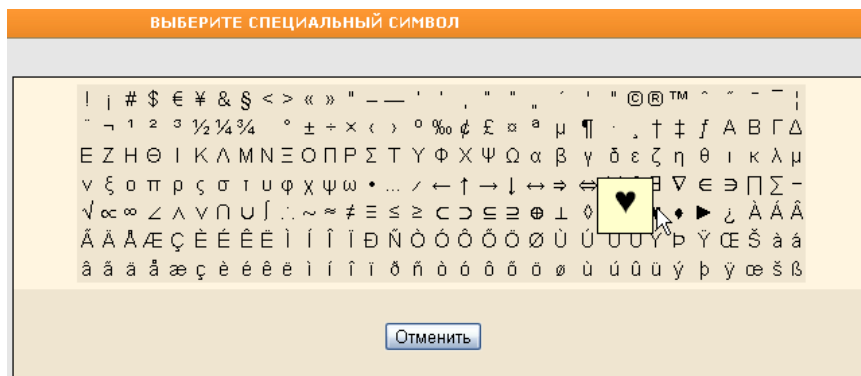 ВЫБЕРИТЕ СПЕЦИАЛЬНЫЙ СИМВОЛ
! ¡ # $ € ¥ & § < > « » " – — ' ' ‚ " " „ ´ ' " © ® ™ ˆ ˜ − ¯ ¦
¨ ¬ ¹ ² ³ ½ ¼ ¾ ° ± ÷ × ‹ › º ‰ ¢ £ ¤ ª µ ¶ · ¸ † ‡ ƒ Α Β Γ Δ
Ε Ζ Η Θ Ι Κ Λ Μ Ν Ξ Ο Π Ρ Σ Τ Υ Φ Χ Ψ Ω α β γ δ ε ζ η θ ι κ λ μ
ν ξ ο π ρ ς σ τ υ φ χ ψ ω • … ⁄ ← ↑ → ↓ ↔ ⇒ ⇔ ♥ ∃ ∇ ∈ ∋ ∏ ∑ −
√ ∝ ∞ ∠ ∧ ∨ ∩ ∪ ∫ ∴ ∼ ≈ ≠ ≡ ≤ ≥ ⊂ ⊃ ⊆ ⊇ ⊕ ⊥ ◊ ♦ ► ¿ À Á Â
Ã Ä Å Æ Ç È É Ê Ë Ì Í Î Ï Ð Ñ Ò Ó Ô Õ Ö Ø Ù Ú Û Ü Ý Þ Ÿ Œ Š à á
â ã ä å æ ç è é ê ë ì í î ï ð ñ ò ó ô õ ö ø ù ú û ü ý þ ÿ œ š ß
Отменить